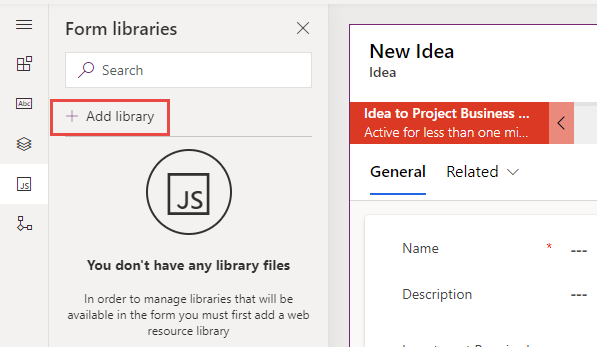 Form libraries
Search
Add library
JS
You don't have any library files
In order to manage libraries that will be
available in the form you must first add a web
resource library
Abc
JS
New Idea
Idea
Idea to Project Business ...
Active for less than one mi...
General
Related
Name
*
---
Description
---